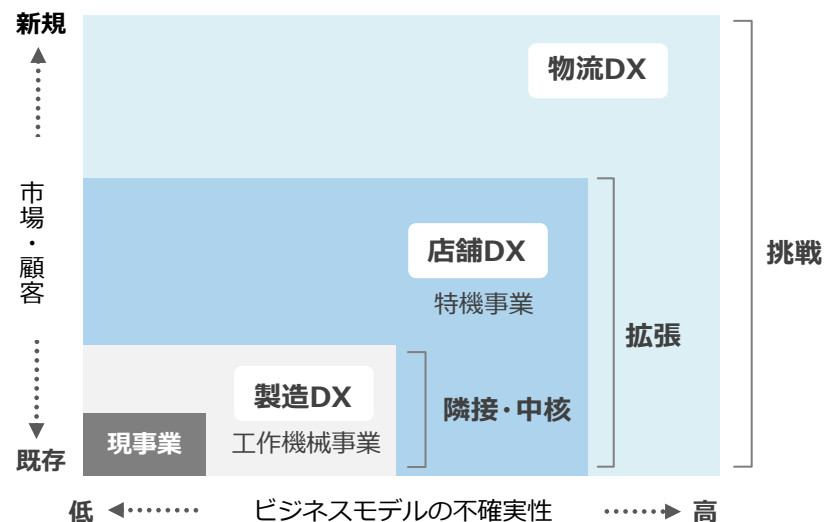 新規
物流DX
市場・顧客
店舗DX
特機事業
挑戦
拡張
製造DX
隣接・中核
現事業
工作機械事業
既存
低
ビジネスモデルの不確実性
高